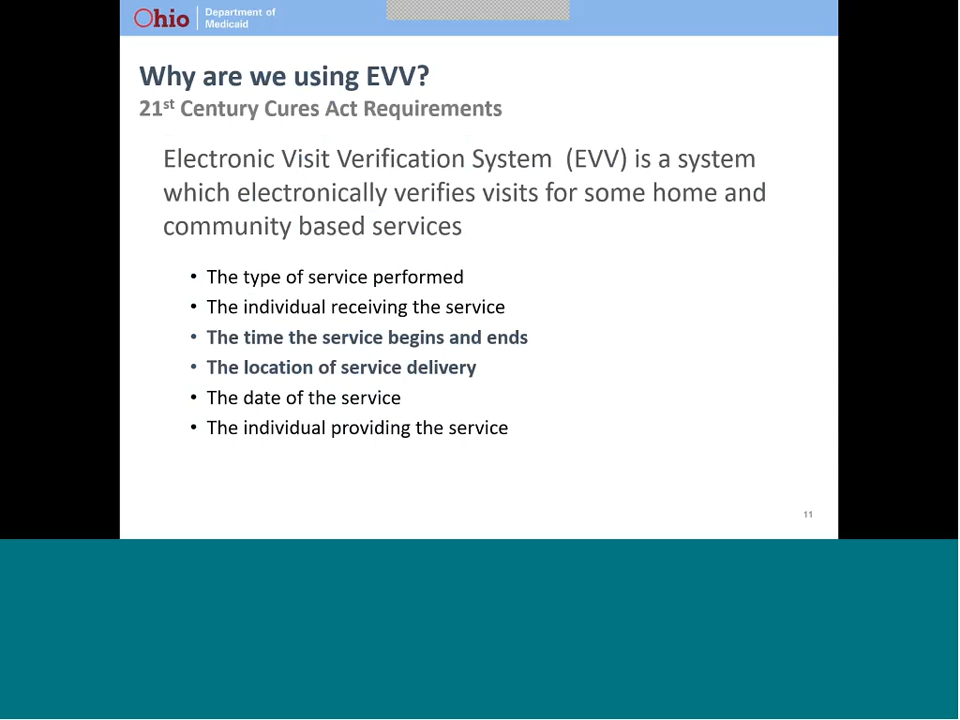 Ohio
Department of
Medicaid
Why are we using EVV?
21st Century Cures Act Requirements
Electronic Visit Verification System  (EVV) is a system
which electronically verifies visits for some home and
community based services
• The type of service performed
• The individual receiving the service
• The time the service begins and ends
• The location of service delivery
• The date of the service
• The individual providing the service
11